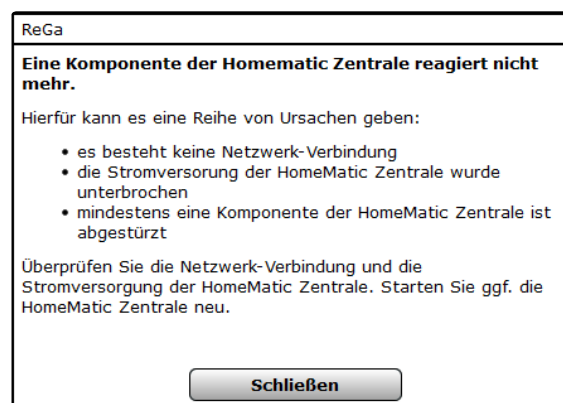 ReGa
Eine Komponente der Homematic Zentrale reagiert nicht
mehr.
Hierfür kann es eine Reihe von Ursachen geben:
• es besteht keine Netzwerk-Verbindung
• die Stromversorung der HomeMatic Zentrale wurde
unterbrochen
• mindestens eine Komponente der HomeMatic Zentrale ist
abgestürzt
Überprüfen Sie die Netzwerk-Verbindung und die
Stromversorgung der HomeMatic Zentrale. Starten Sie ggf. die
HomeMatic Zentrale neu.
Schließen